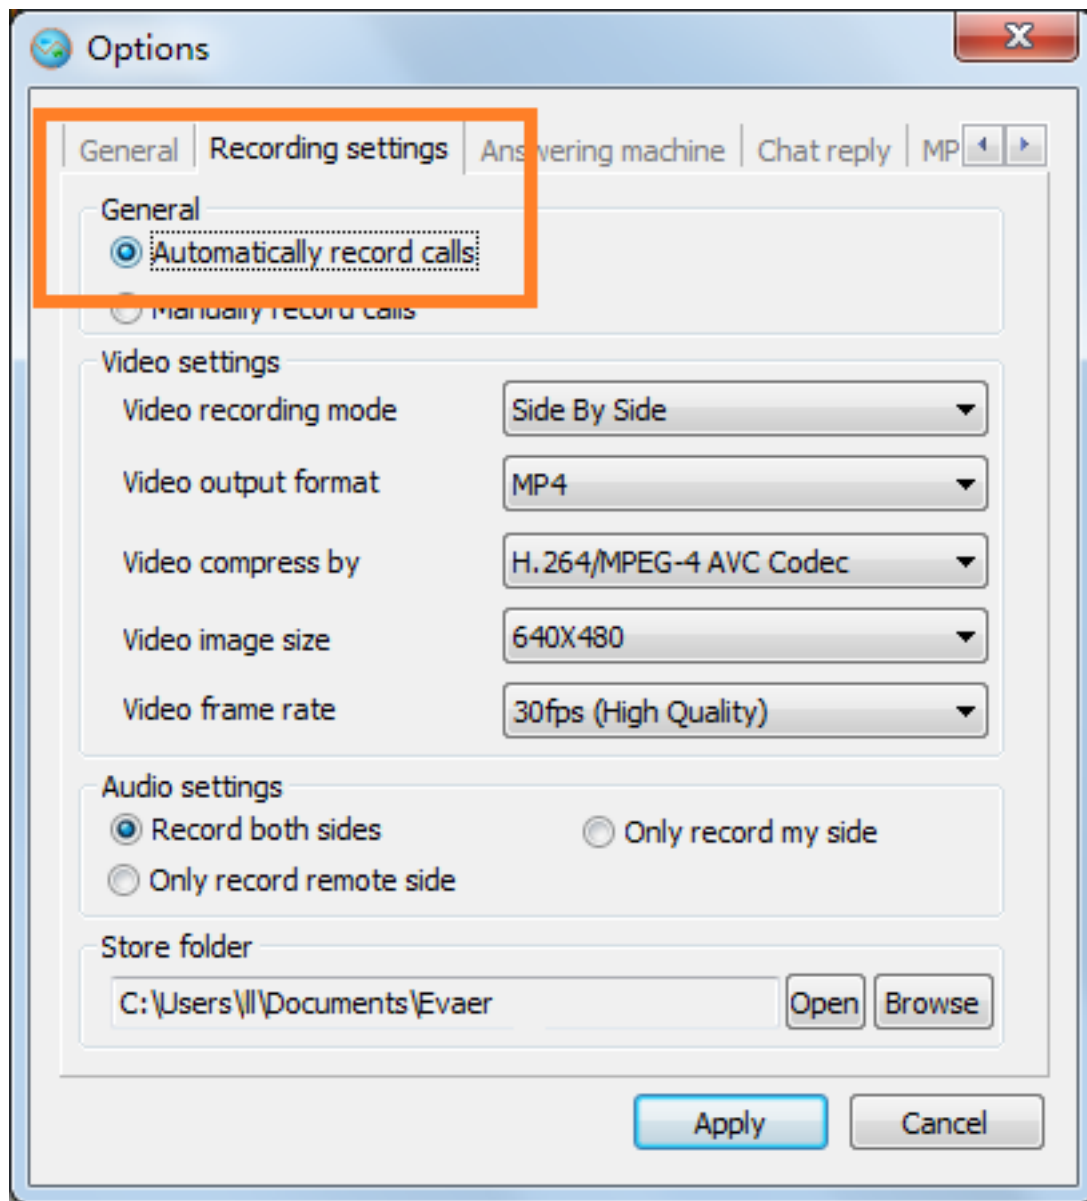 Options
General Recording settings Answering machine Chat reply MP
General
Automatically record calls
Manually record calls
Video settings
Video recording mode Side By Side
Video output format MP4
Video compress by H.264/MPEG-4 AVC Codec
Video image size 640X480
Video frame rate 30fps (High Quality)
Audio settings
Record both sides Only record my side
Only record remote side
Store folder
C:\Users\ll\Documents\Evaer Open Browse
Apply Cancel